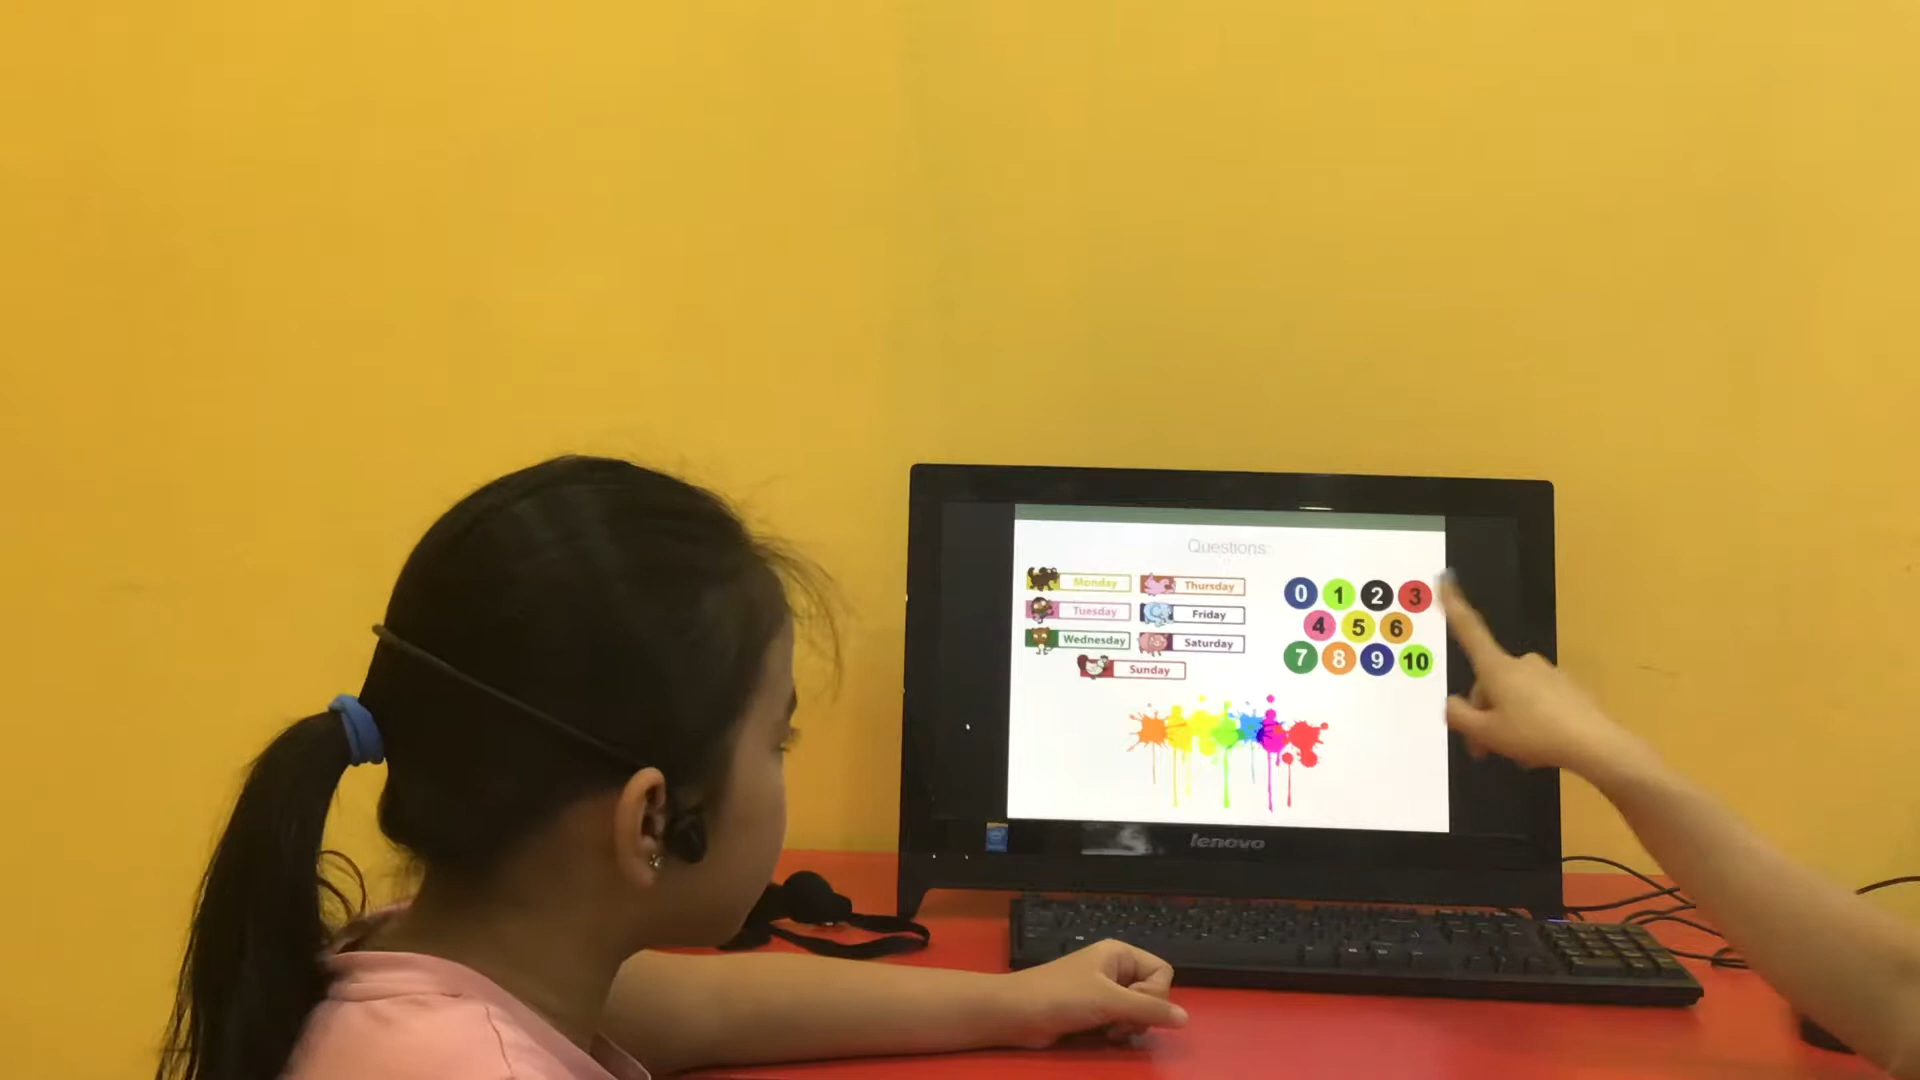 Questions:
Monday
Thursday
Tuesday
Friday
Wednesday
Saturday
Sunday
0 1 2 3
4 5 6
7 8 9 10
lenovo